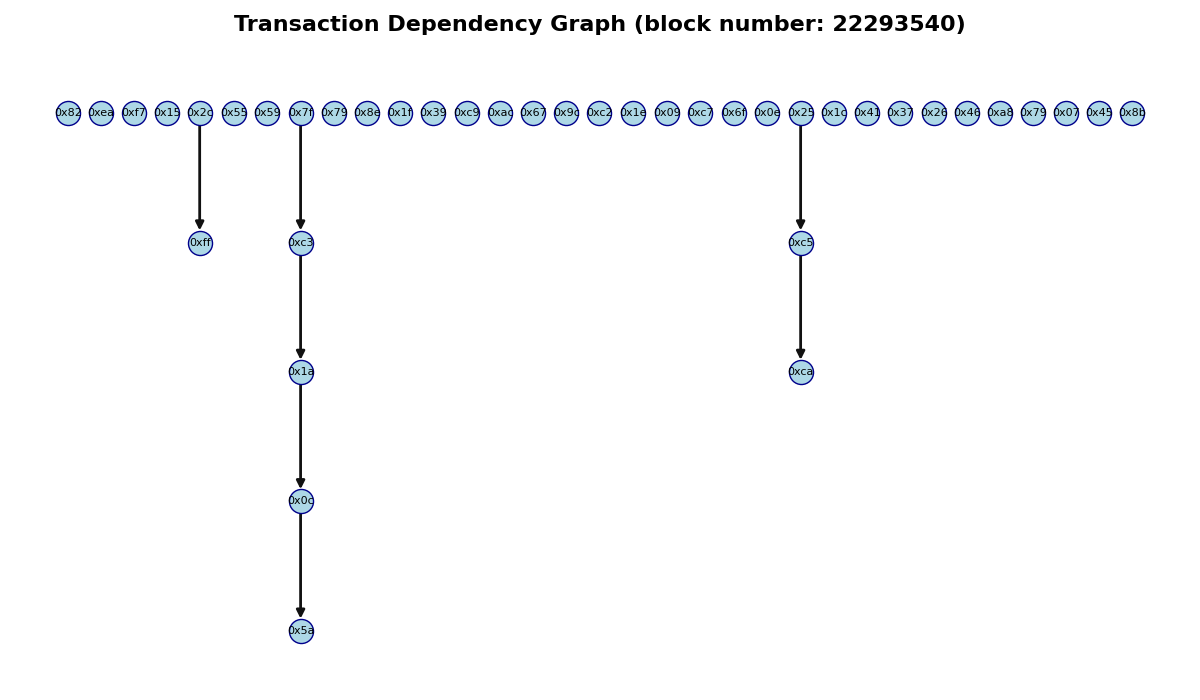 Transaction Dependency Graph (block number: 22293540)
0x82 0xea 0xf7 0x15 0x2c 0x55 0x59 0x7f 0x79 0x8e 0x1f 0x39 0xc9 0xac 0x67 0x9c 0xc2 0x1e 0x09 0xc7 0x6f 0x0e 0x25 0x1c 0x41 0x37 0x26 0x46 0xa8 0x79 0x07 0x45 0x8b
0xff 0xc3 0xc5
0x1a 0xca
0x0c
0x5a